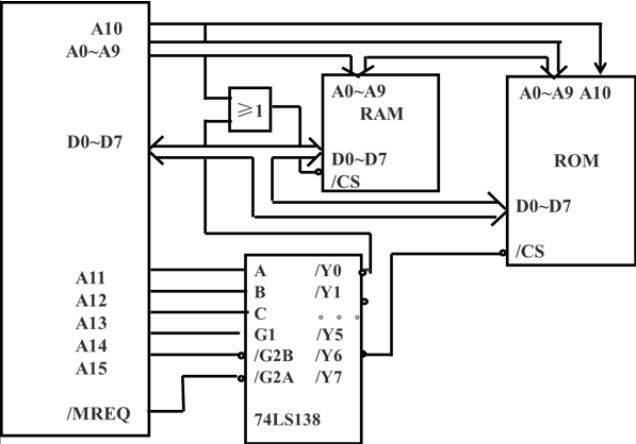 A10
A0~A9
D0~D7
A11
A12
A13
A14
A15
/MREQ
≥1
A0~A9
RAM
D0~D7
/CS
A0~A9 A10
ROM
D0~D7
/CS
A /Y0
B /Y1
C 。 。 。
G1 /Y5
/G2B /Y6
/G2A /Y7
74LS138